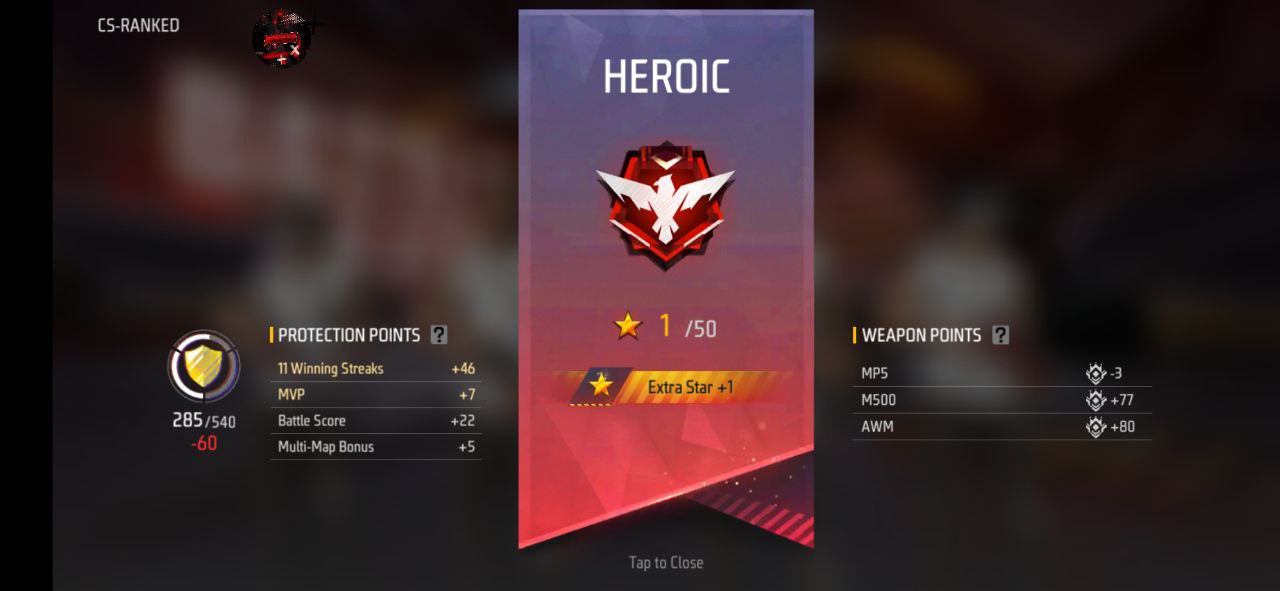 CS-RANKED
HEROIC
1 /50
Extra Star +1
PROTECTION POINTS ?
11 Winning Streaks +46
MVP +7
Battle Score +22
Multi-Map Bonus +5
285/540
-60
WEAPON POINTS ?
MP5 -3
M500 +77
AWM +80
Tap to Close